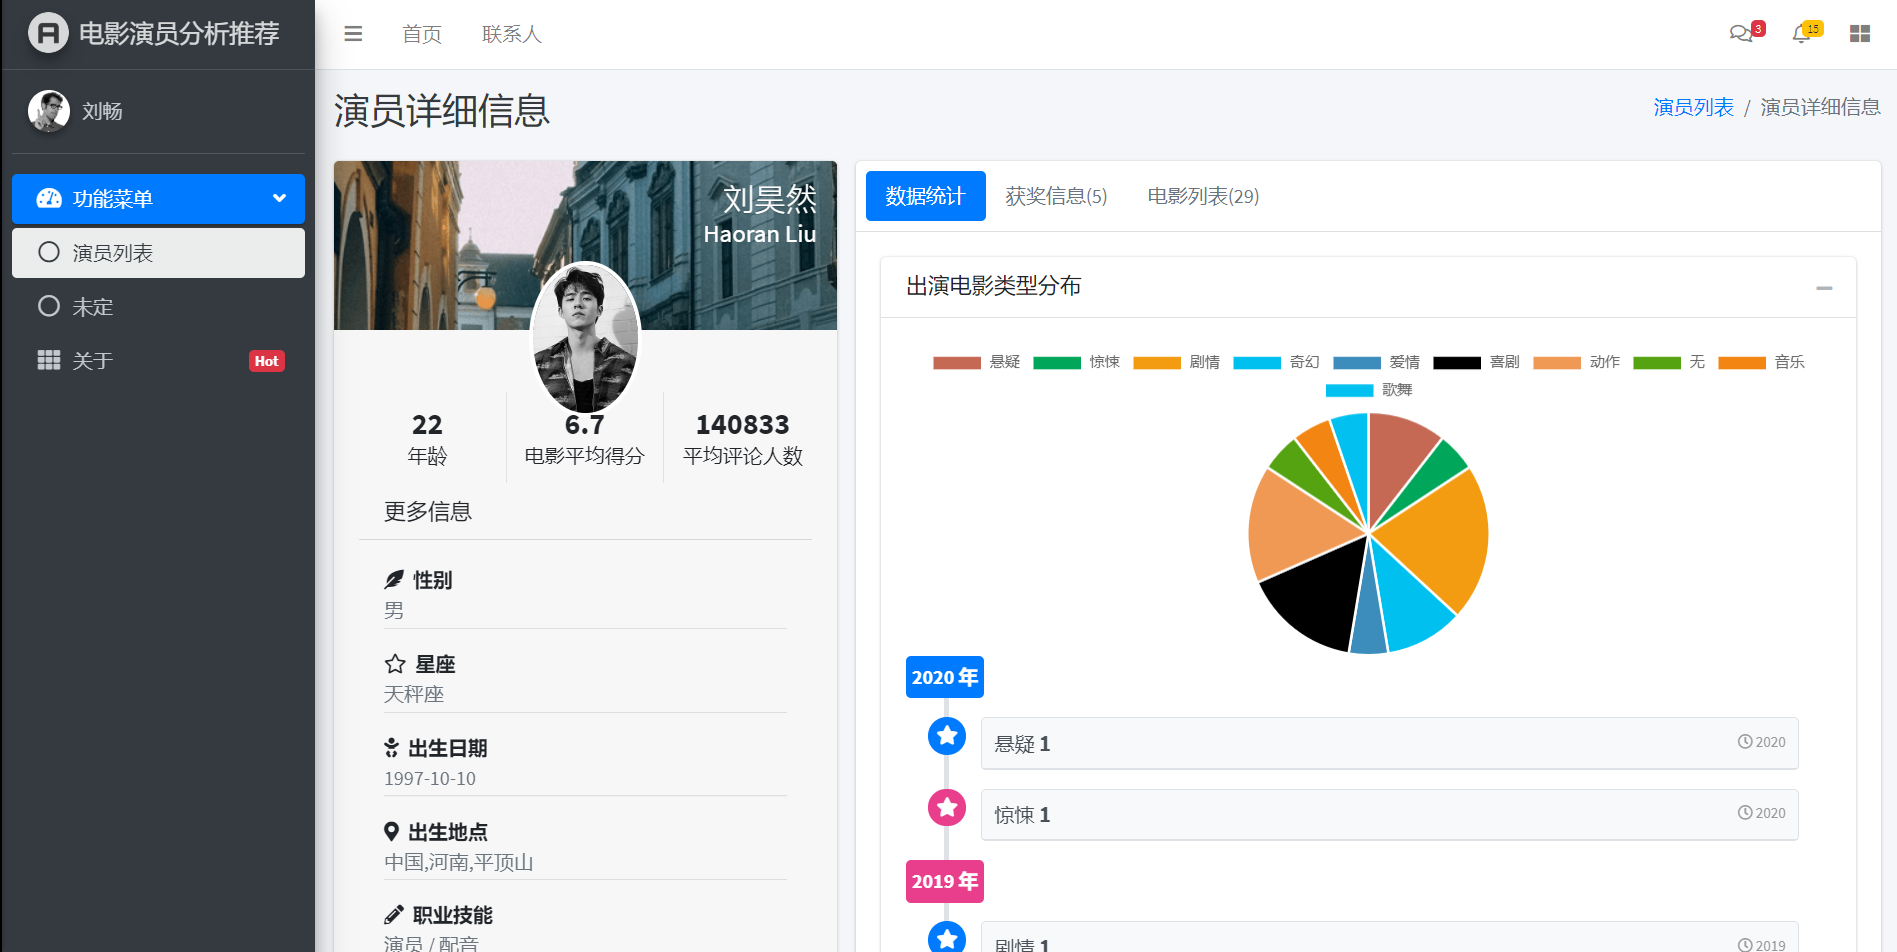 电影演员分析推荐
刘畅
功能菜单
演员列表
未定
关于
Hot
首页
联系人
3
15
演员详细信息
演员列表 / 演员详细信息
刘昊然
Haoran Liu
22
年龄
6.7
电影平均得分
140833
平均评论人数
更多信息
性别
男
星座
天秤座
出生日期
1997-10-10
出生地点
中国,河南,平顶山
职业技能
演员 / 配音
数据统计
获奖信息(5)
电影列表(29)
出演电影类型分布
悬疑 惊悚 剧情 奇幻 爱情 喜剧 动作 无 音乐
歌舞
2020 年
悬疑 1
2020
惊悚 1
2020
2019 年
剧情 1
2019